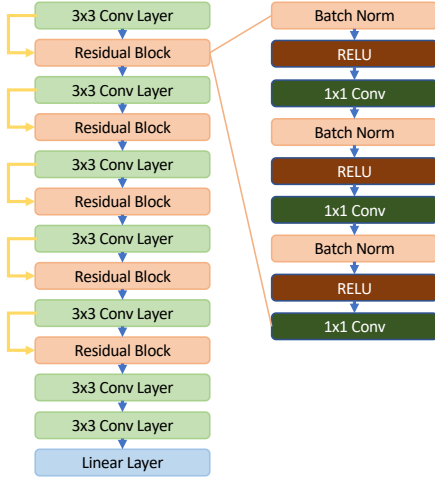 3x3 Conv Layer
Residual Block
3x3 Conv Layer
Residual Block
3x3 Conv Layer
Residual Block
3x3 Conv Layer
Residual Block
3x3 Conv Layer
Residual Block
3x3 Conv Layer
3x3 Conv Layer
Linear Layer
Batch Norm
RELU
1x1 Conv
Batch Norm
RELU
1x1 Conv
Batch Norm
RELU
1x1 Conv